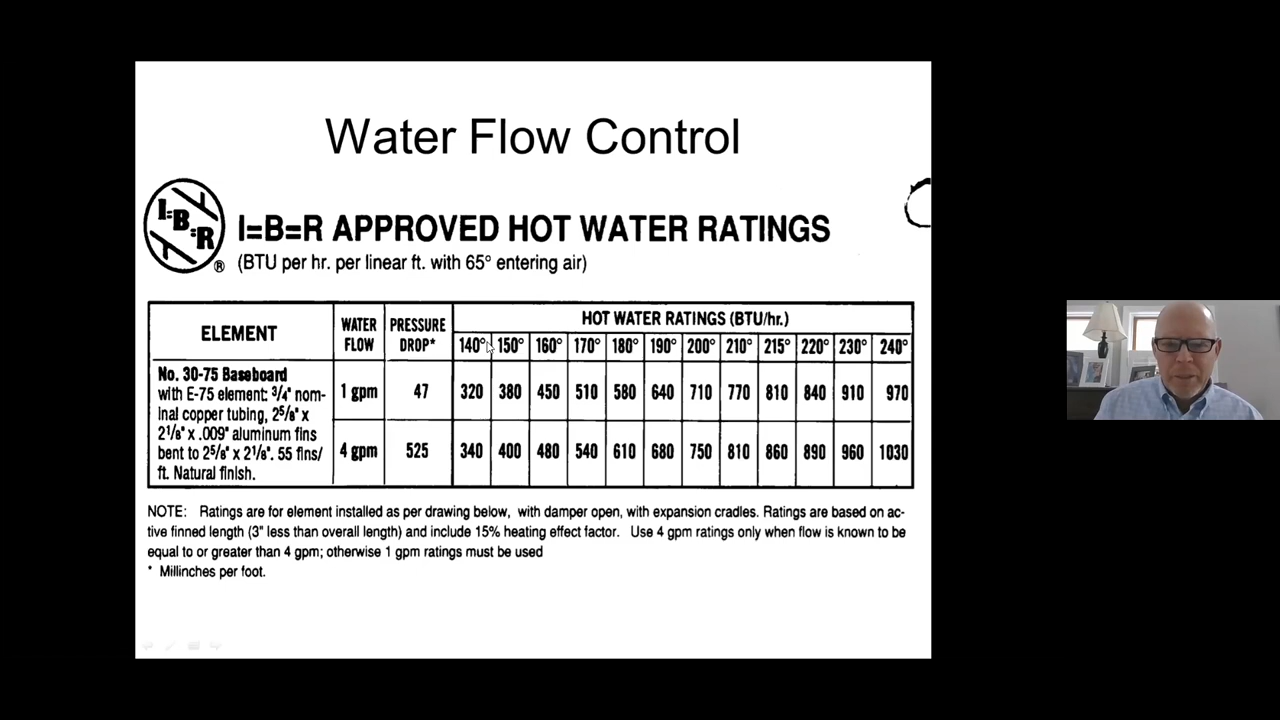 Water Flow Control
I=B=R
®
I=B=R APPROVED HOT WATER RATINGS
(BTU per hr. per linear ft. with 65° entering air)
ELEMENT
WATER FLOW
PRESSURE DROP*
HOT WATER RATINGS (BTU/hr.)
140° 150° 160° 170° 180° 190° 200° 210° 215° 220° 230° 240°
No. 30-75 Baseboard
with E-75 element: 3/4" nom-
inal copper tubing, 2 5/8" x
2 1/8" x .009" aluminum fins
bent to 2 5/8" x 2 1/8". 55 fins/
ft. Natural finish.
1 gpm 47 320 380 450 510 580 640 710 770 810 840 910 970
4 gpm 525 340 400 480 540 610 680 750 810 860 890 960 1030
NOTE: Ratings are for element installed as per drawing below, with damper open, with expansion cradles. Ratings are based on ac-
tive finned length (3" less than overall length) and include 15% heating effect factor. Use 4 gpm ratings only when flow is known to be
equal to or greater than 4 gpm; otherwise 1 gpm ratings must be used
* Millinches per foot.